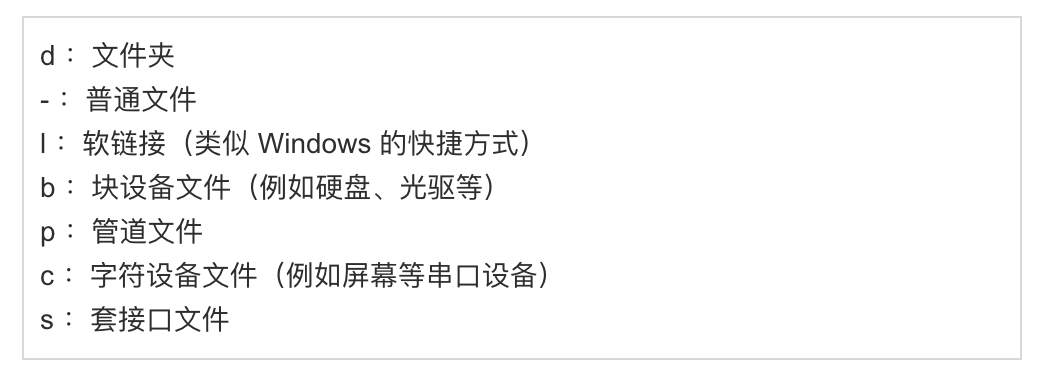 d： 文件夹
-： 普通文件
l： 软链接（类似 Windows 的快捷方式）
b： 块设备文件（例如硬盘、光驱等）
p： 管道文件
c： 字符设备文件（例如屏幕等串口设备）
s： 套接口文件